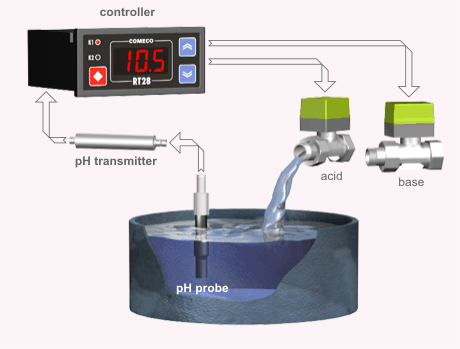 controller
COMECO
K1
K2
10.5
RT28
pH transmitter
acid
base
pH probe